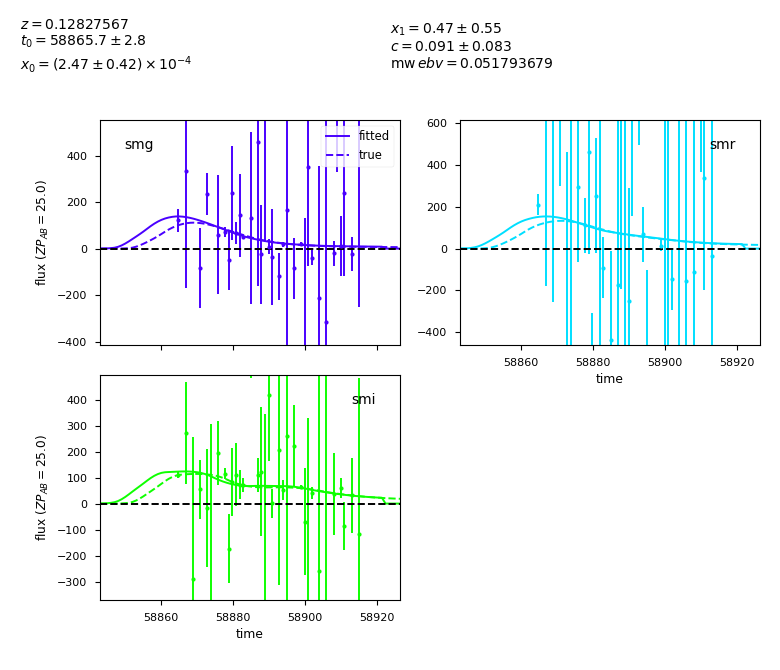 z = 0.12827567
t₀ = 58865.7 ± 2.8
x₀ = (2.47 ± 0.42) × 10⁻⁴
x₁ = 0.47 ± 0.55
c = 0.091 ± 0.083
mw ebv = 0.051793679
smg
fitted
true
400
200
0
−200
−400
flux (ZP_AB = 25.0)
smr
600
400
200
0
−200
−400
58860 58880 58900 58920
time
smi
400
300
200
100
0
−100
−200
−300
flux (ZP_AB = 25.0)
58860 58880 58900 58920
time